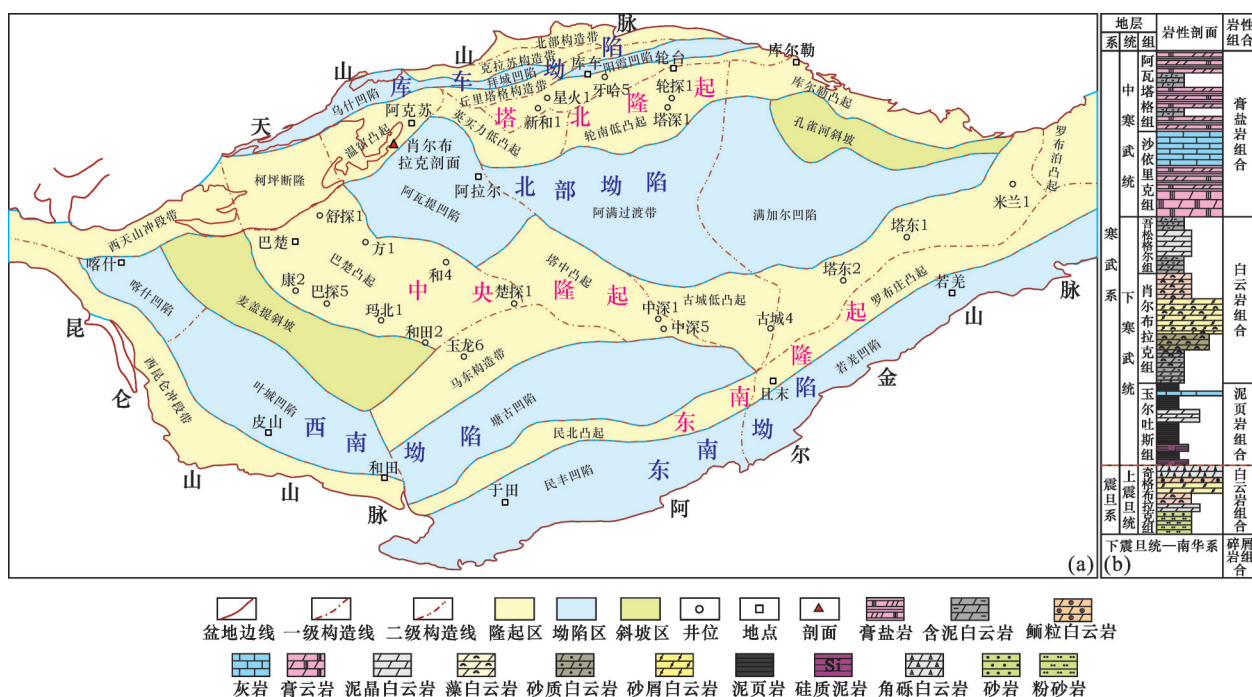 山
山
脉
天
北部构造带
克拉苏构造带
库车坳陷
拜城凹陷
阳霞凹陷
乌什凹陷
丘里塔格构造带
库车
轮台
库尔勒
牙哈5
星火1
轮探1
新和1
塔深1
塔北隆起
英买力低凸起
轮南低凸起
库尔勒凸起
孔雀河斜坡
罗布泊凸起
阿克苏
温宿凸起
肖尔布
拉克剖面
柯坪断隆
阿拉尔
北部坳陷
阿瓦提凹陷
阿满过渡带
满加尔凹陷
米兰1
西天山冲段带
舒探1
巴楚
方1
塔东1
喀什
喀什凹陷
康2
巴楚凸起
和4
塔中凸起
塔东2
罗布庄凸起
若羌
脉
巴探5
中央隆起
楚探1
古城低凸起
麦盖提斜坡
玛北1
中深1
中深5
古城4
山
昆
和田2
玉龙6
马东构造带
若羌凹陷
金
仑
西昆仑冲段带
叶城凹陷
塘古凹陷
且末
东南隆起
皮山
西南坳陷
民北凸起
东南坳陷
尔
山
山
和田
脉
于田
民丰凹陷
阿
(a)
地层
岩性剖面
岩性组合
系
统
组
寒武系
中寒武统
阿瓦塔格组
沙依里克组
膏盐岩组合
下寒武统
吾松格尔组
肖尔布拉克组
白云岩组合
玉尔吐斯组
泥页岩组合
震旦系
上震旦统
奇格布拉克组
白云岩组合
下震旦统—南华系
碎屑岩组合
(b)
盆地边线
一级构造线
二级构造线
隆起区
坳陷区
斜坡区
井位
地点
剖面
膏盐岩
含泥白云岩
鲕粒白云岩
Si
灰岩
膏云岩
泥晶白云岩
藻白云岩
砂质白云岩
砂屑白云岩
泥页岩
硅质泥岩
角砾白云岩
砂岩
粉砂岩